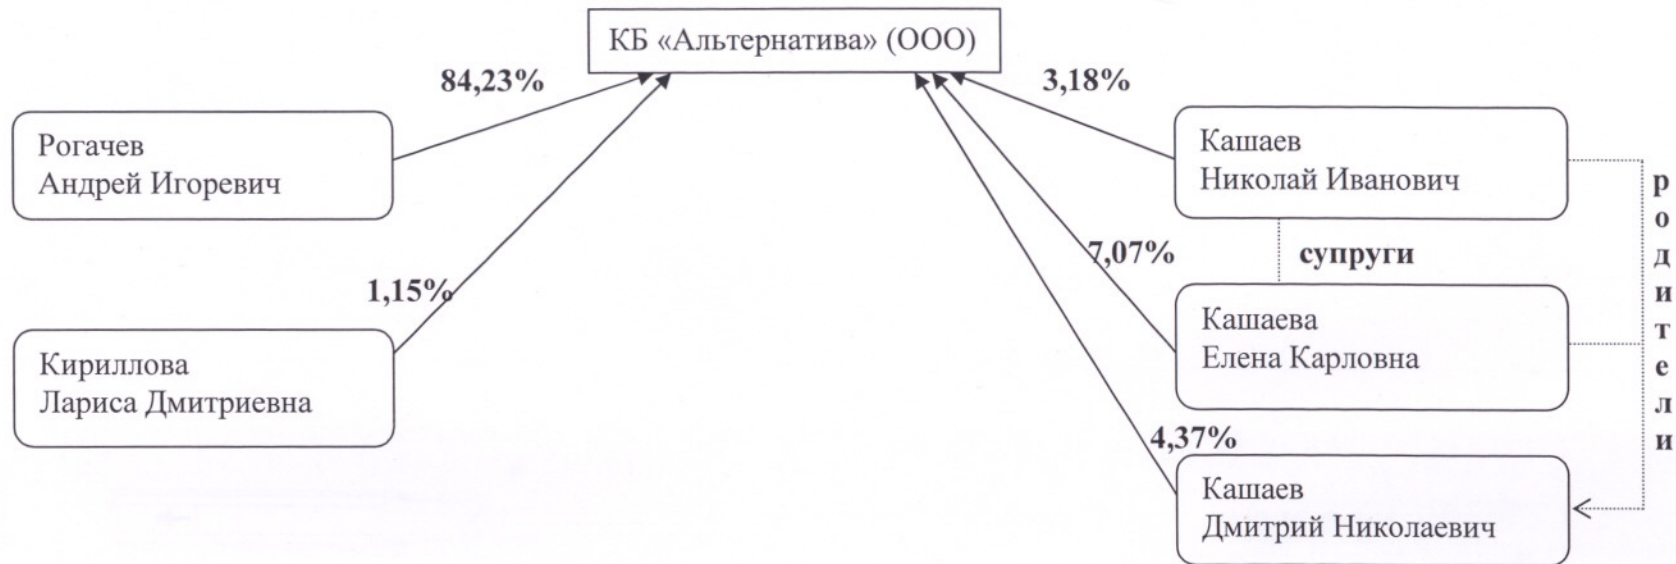 КБ «Альтернатива» (ООО)
84,23%
3,18%
Рогачев
Андрей Игоревич
Кашаев
Николай Иванович
родители
7,07%
супруги
1,15%
Кашаева
Елена Карловна
Кириллова
Лариса Дмитриевна
4,37%
Кашаев
Дмитрий Николаевич